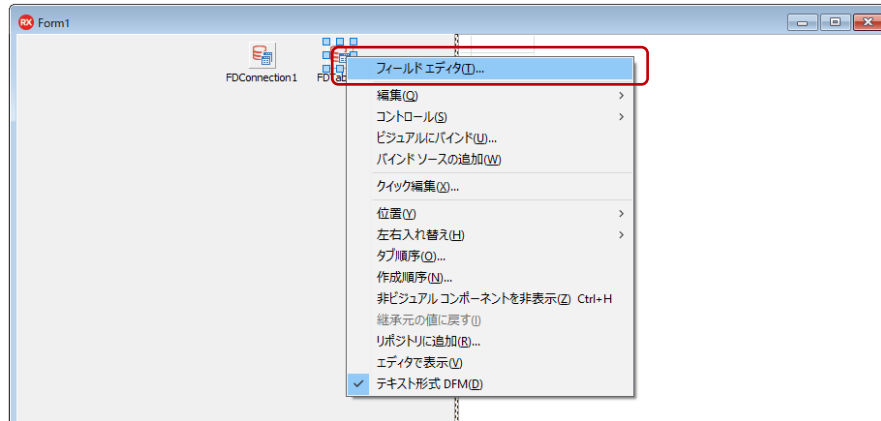 RX Form1
FDConnection1 FDTab
フィールド エディタ(T)...
編集(Q)
コントロール(S)
ビジュアルにバインド(U)...
バインド ソースの追加(W)
クイック編集(X)...
位置(Y)
左右入れ替え(H)
タブ順序(O)...
作成順序(N)...
非ビジュアル コンポーネントを非表示(Z) Ctrl+H
継承元の値に戻す(I)
リポジトリに追加(R)...
エディタで表示(V)
テキスト形式 DFM(D)